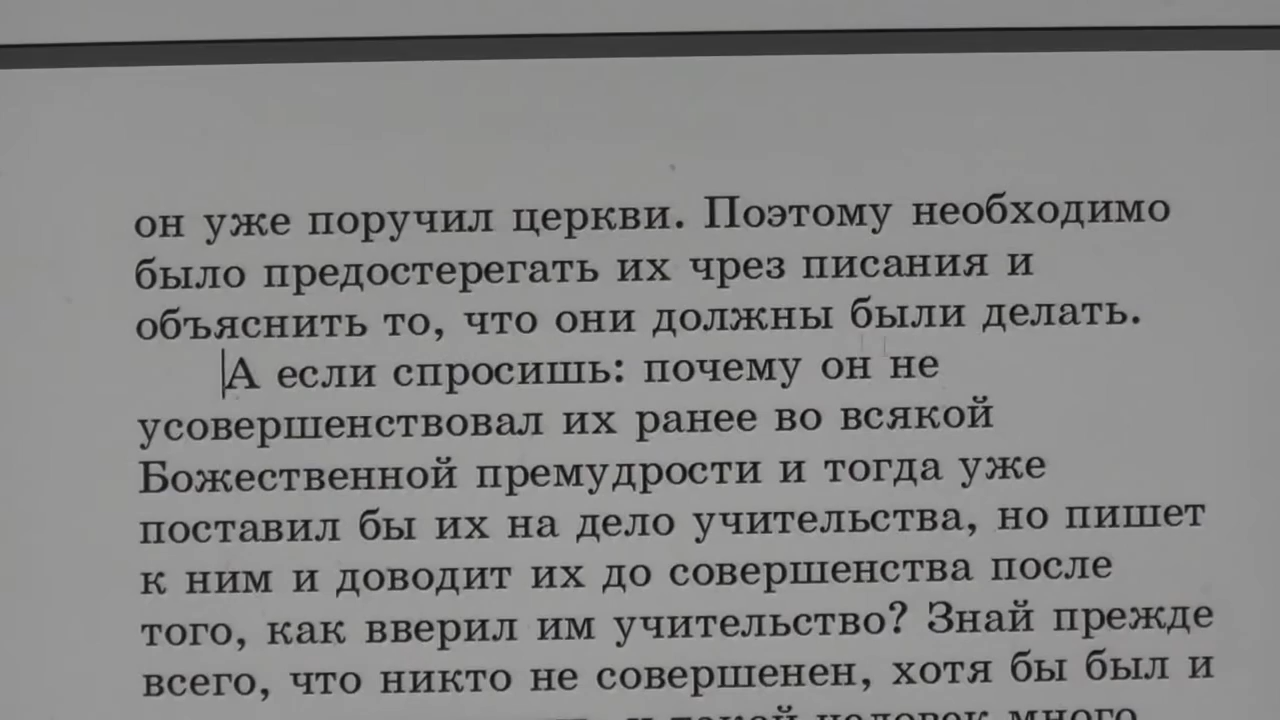 он уже поручил церкви. Поэтому необходимо
было предостерегать их чрез писания и
объяснить то, что они должны были делать.
А если спросишь: почему он не
усовершенствовал их ранее во всякой
Божественной премудрости и тогда уже
поставил бы их на дело учительства, но пишет
к ним и доводит их до совершенства после
того, как вверил им учительство? Знай прежде
всего, что никто не совершенен, хотя бы был и
и такой человек много